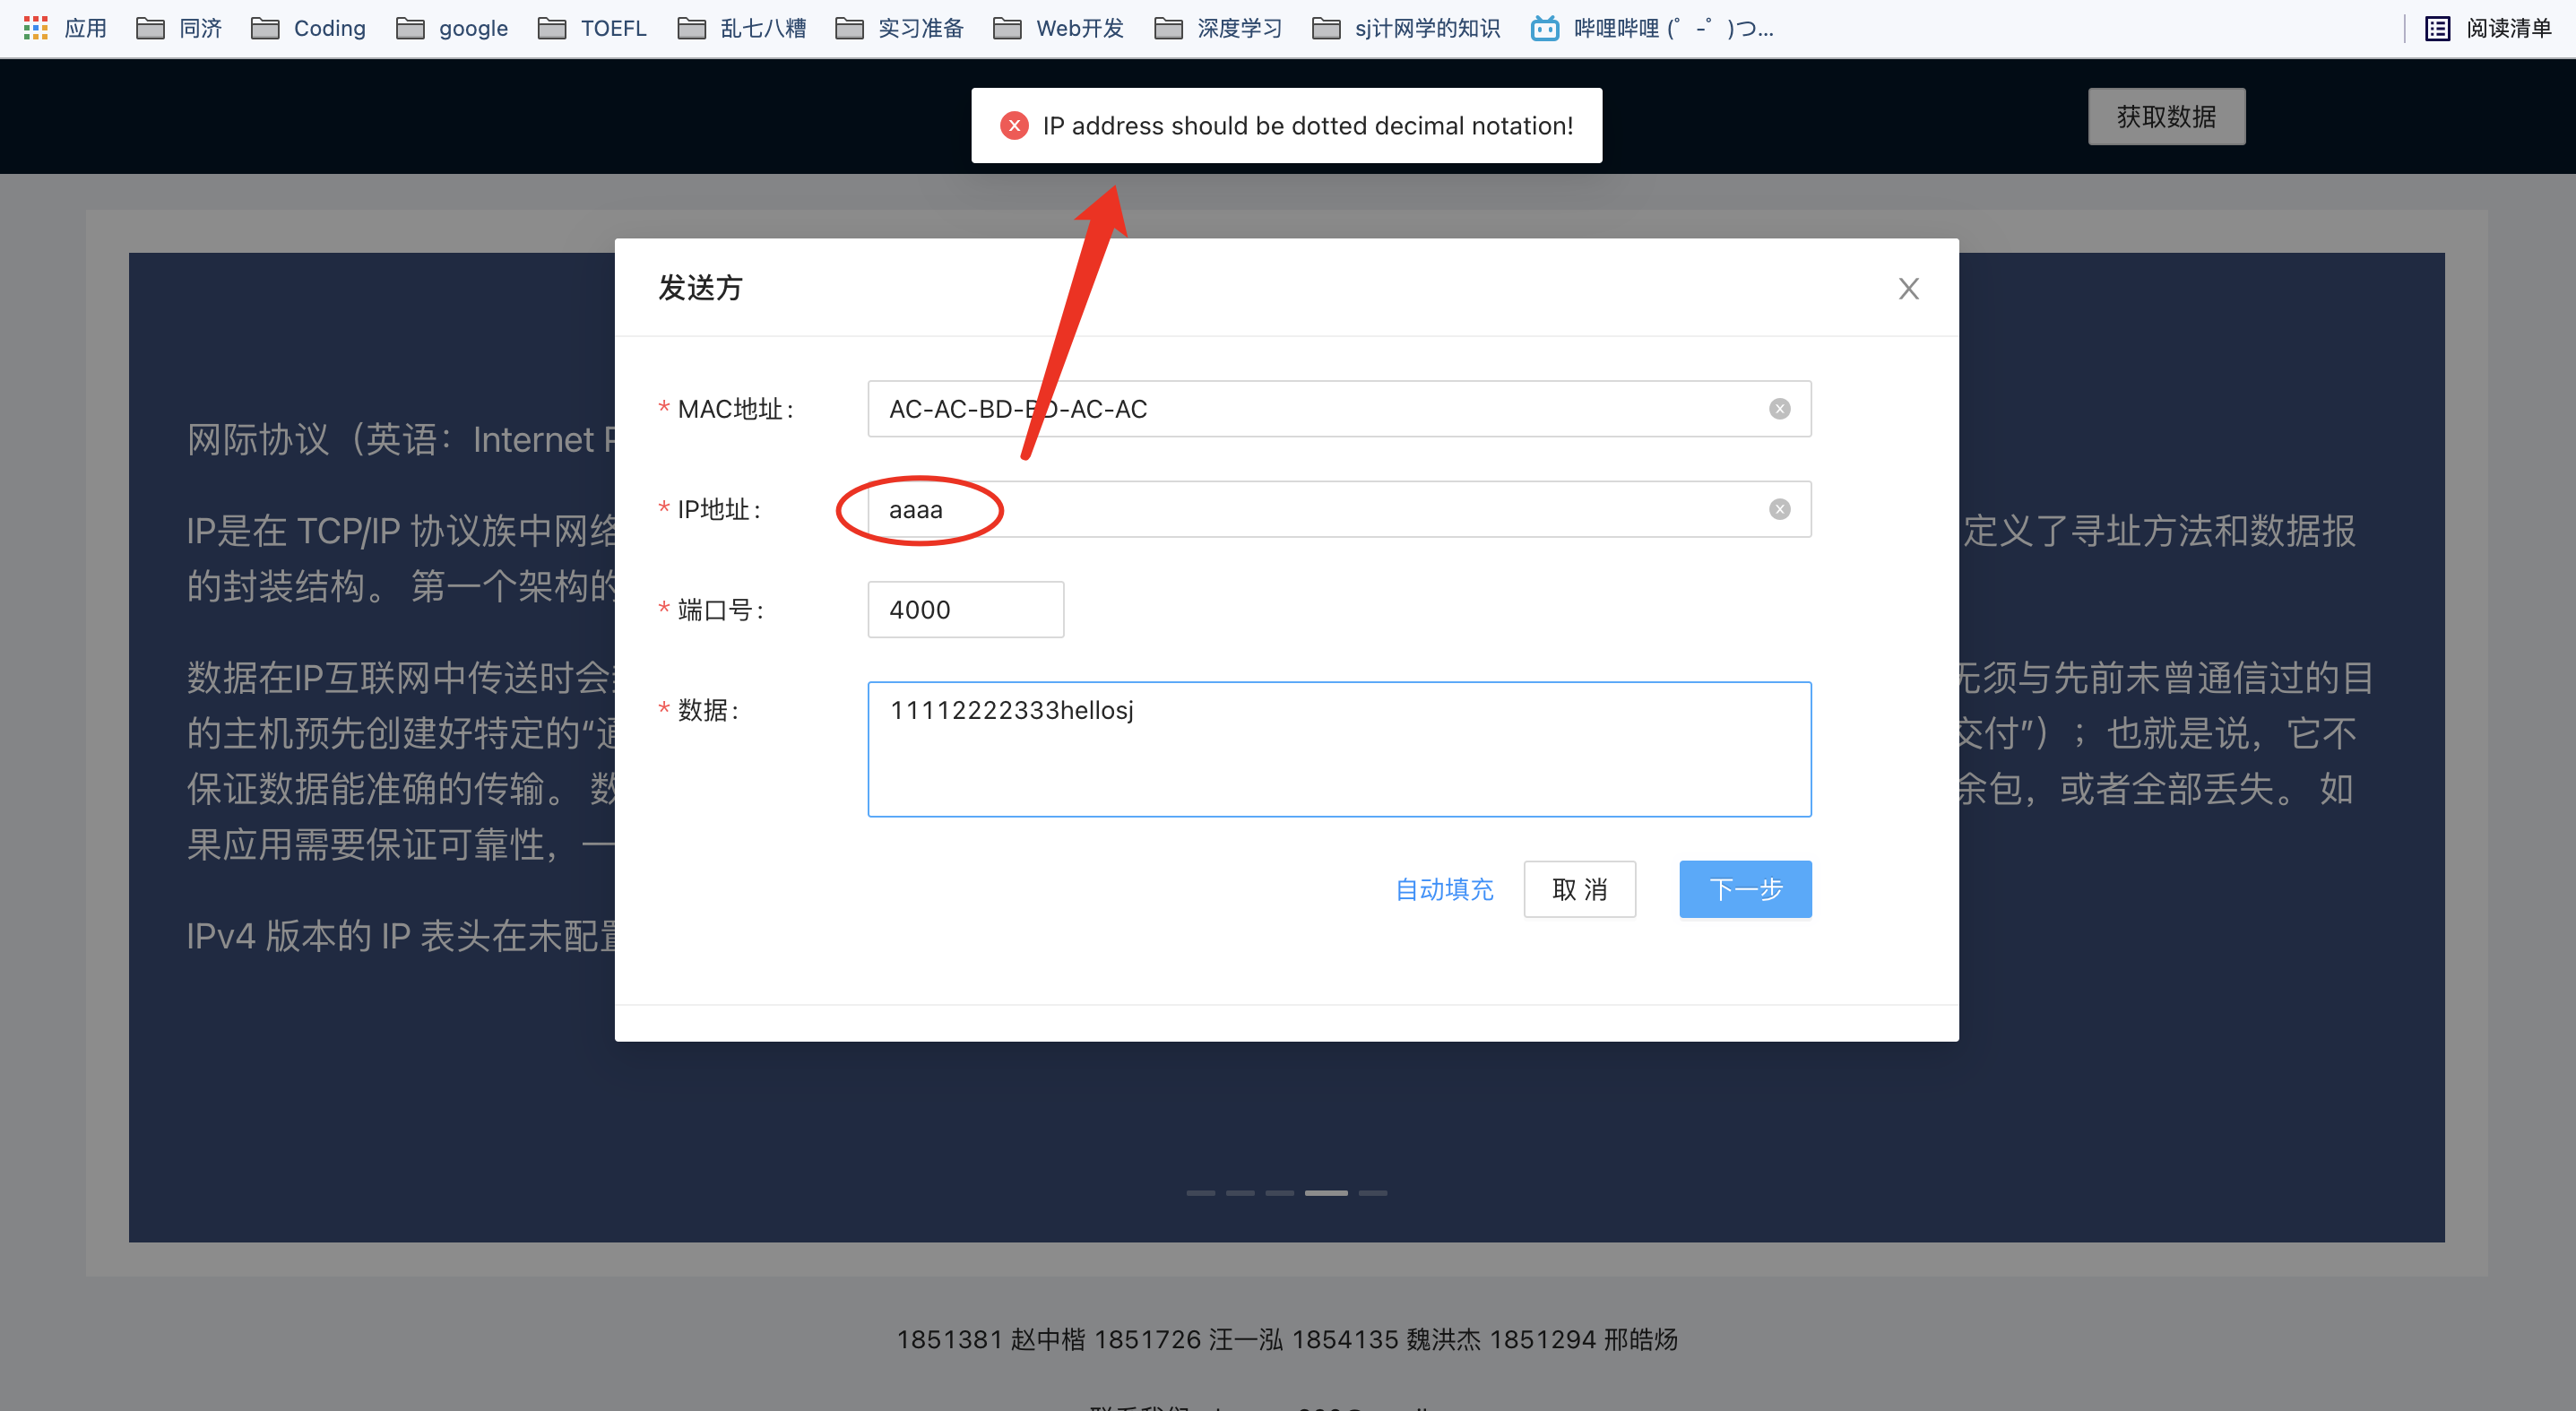 应用 同济 Coding google TOEFL 乱七八糟 实习准备 Web开发 深度学习 sj计网学的知识 哔哩哔哩 (゜-゜)つ... 阅读清单
IP address should be dotted decimal notation!
获取数据
发送方
* MAC地址: AC-AC-BD-BD-AC-AC
* IP地址: aaaa
* 端口号: 4000
* 数据: 11112222333hellosj
自动填充 取 消 下一步
网际协议（英语：Internet P
IP是在 TCP/IP 协议族中网络 定义了寻址方法和数据报
的封装结构。 第一个架构的
数据在IP互联网中传送时会 无须与先前未曾通信过的目
的主机预先创建好特定的“通 交付”）；也就是说，它不
保证数据能准确的传输。 数 余包，或者全部丢失。 如
果应用需要保证可靠性，一
IPv4 版本的 IP 表头在未配置
1851381 赵中楷 1851726 汪一泓 1854135 魏洪杰 1851294 邢皓炀